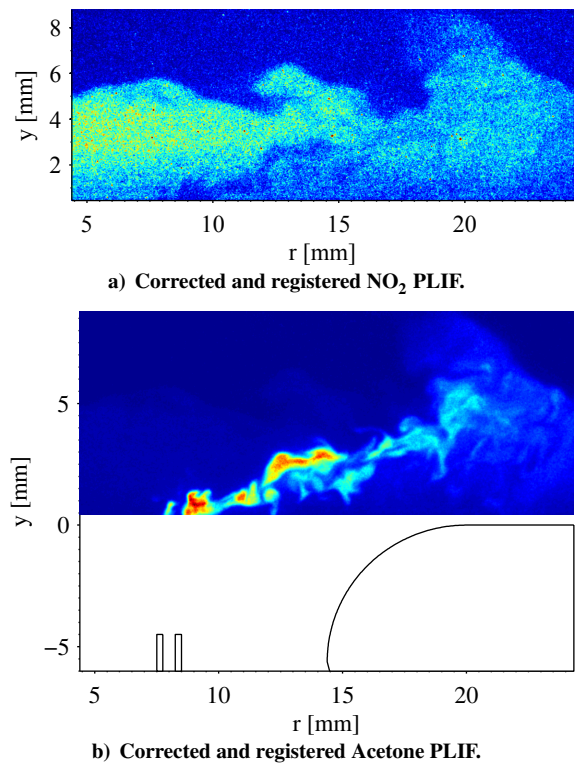 8
6
4
2
y [mm]
5 10 15 20
r [mm]
a) Corrected and registered NO₂ PLIF.
5
0
−5
y [mm]
5 10 15 20
r [mm]
b) Corrected and registered Acetone PLIF.